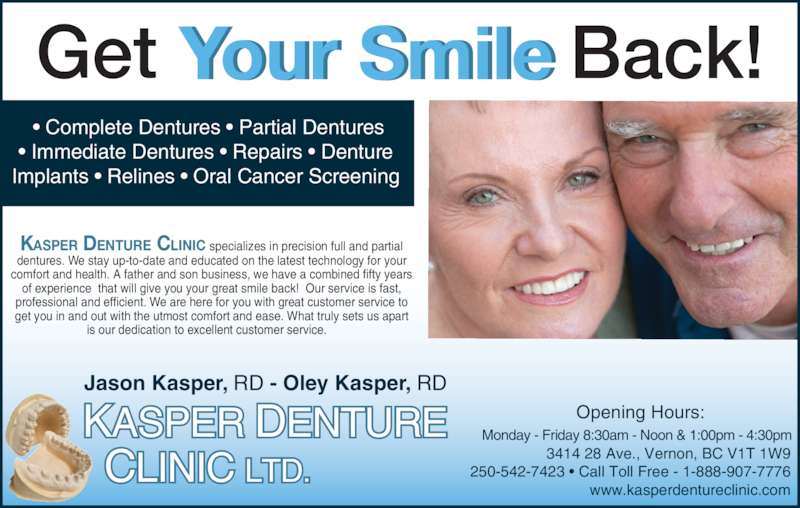 Get Your Smile Back!
• Complete Dentures • Partial Dentures
• Immediate Dentures • Repairs • Denture
Implants • Relines • Oral Cancer Screening
KASPER DENTURE CLINIC specializes in precision full and partial
dentures. We stay up-to-date and educated on the latest technology for your
comfort and health. A father and son business, we have a combined fifty years
of experience that will give you your great smile back! Our service is fast,
professional and efficient. We are here for you with great customer service to
get you in and out with the utmost comfort and ease. What truly sets us apart
is our dedication to excellent customer service.
Jason Kasper, RD - Oley Kasper, RD
KASPER DENTURE
CLINIC LTD.
Opening Hours:
Monday - Friday 8:30am - Noon & 1:00pm - 4:30pm
3414 28 Ave., Vernon, BC V1T 1W9
250-542-7423 • Call Toll Free - 1-888-907-7776
www.kasperdentureclinic.com